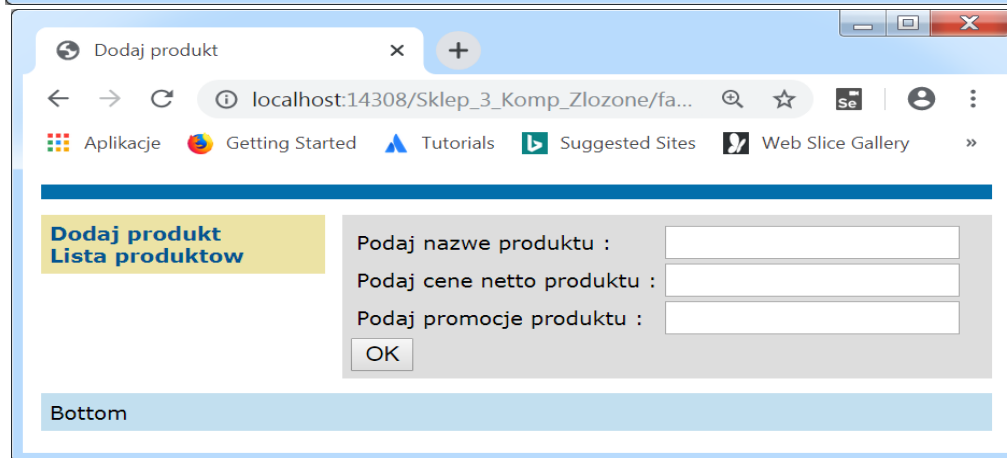 Dodaj produkt
localhost:14308/Sklep_3_Komp_Zlozone/fa...
Se
Aplikacje Getting Started Tutorials Suggested Sites Web Slice Gallery »
Dodaj produkt
Lista produktow
Podaj nazwe produktu :
Podaj cene netto produktu :
Podaj promocje produktu :
OK
Bottom